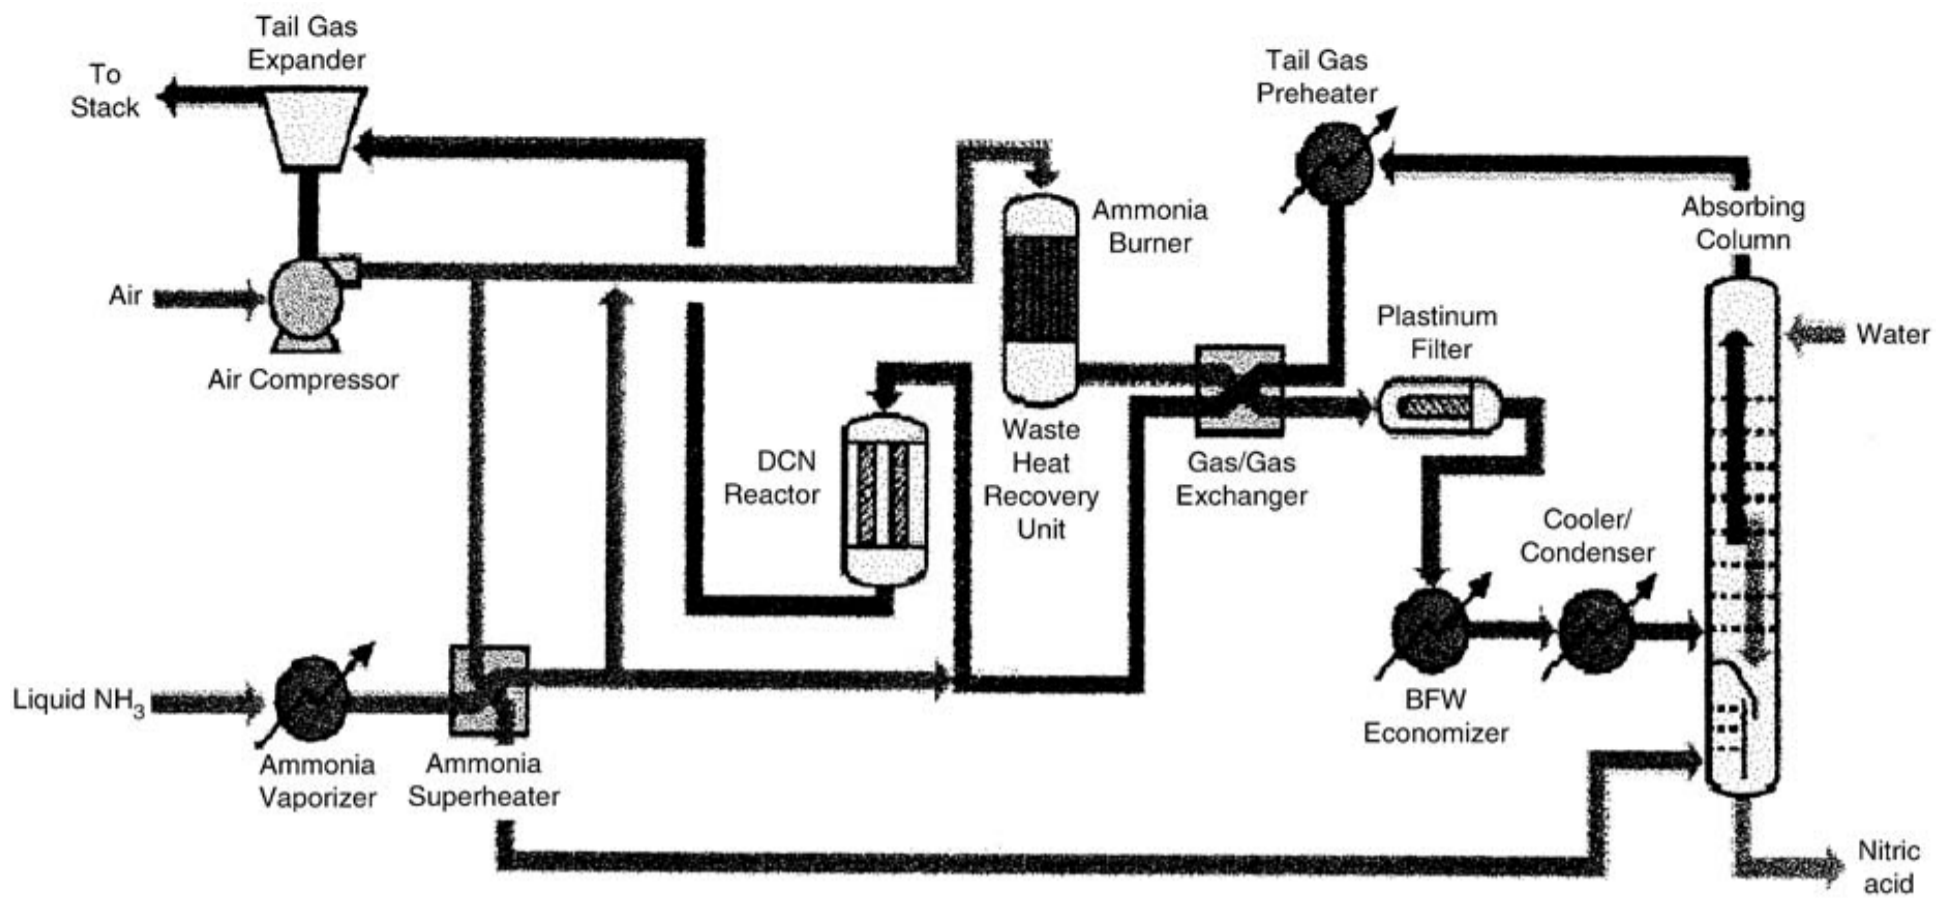 Tail Gas
Expander
To
Stack
Tail Gas
Preheater
Ammonia
Burner
Absorbing
Column
Air
Air Compressor
Plastinum
Filter
Water
DCN
Reactor
Waste
Heat
Recovery
Unit
Gas/Gas
Exchanger
Cooler/
Condenser
Liquid NH3
Ammonia
Vaporizer
Ammonia
Superheater
BFW
Economizer
Nitric
acid